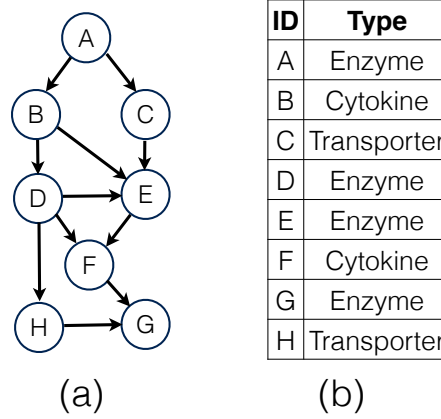 A
B
C
D
E
F
H
G
(a)
ID Type
A Enzyme
B Cytokine
C Transporter
D Enzyme
E Enzyme
F Cytokine
G Enzyme
H Transporter
(b)